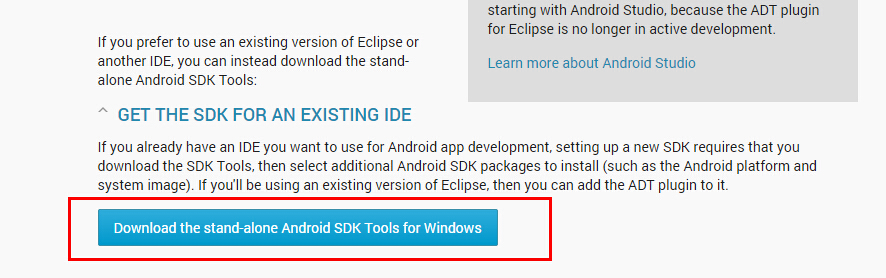 starting with Android Studio, because the ADT plugin
for Eclipse is no longer in active development.
Learn more about Android Studio
If you prefer to use an existing version of Eclipse or
another IDE, you can instead download the stand-
alone Android SDK Tools:
GET THE SDK FOR AN EXISTING IDE
If you already have an IDE you want to use for Android app development, setting up a new SDK requires that you
download the SDK Tools, then select additional Android SDK packages to install (such as the Android platform and
system image). If you'll be using an existing version of Eclipse, then you can add the ADT plugin to it.
Download the stand-alone Android SDK Tools for Windows